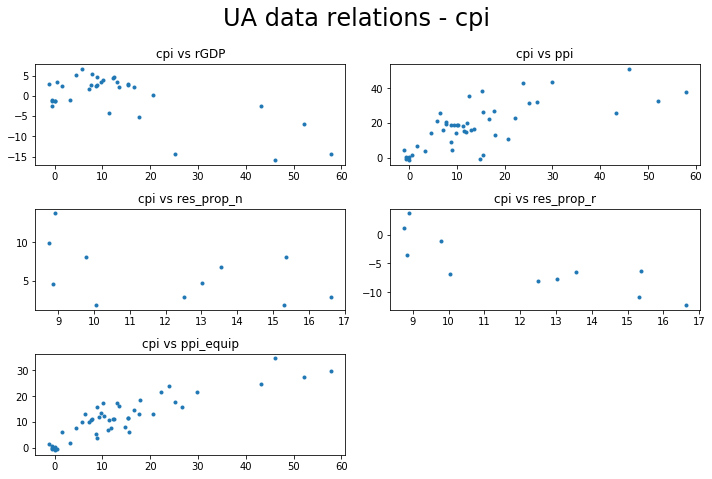 UA data relations - cpi
cpi vs rGDP
5
0
−5
−10
−15
0 10 20 30 40 50 60
cpi vs ppi
40
20
0
0 10 20 30 40 50 60
cpi vs res_prop_n
10
5
9 10 11 12 13 14 15 16 17
cpi vs res_prop_r
0
−5
−10
9 10 11 12 13 14 15 16 17
cpi vs ppi_equip
30
20
10
0
0 10 20 30 40 50 60